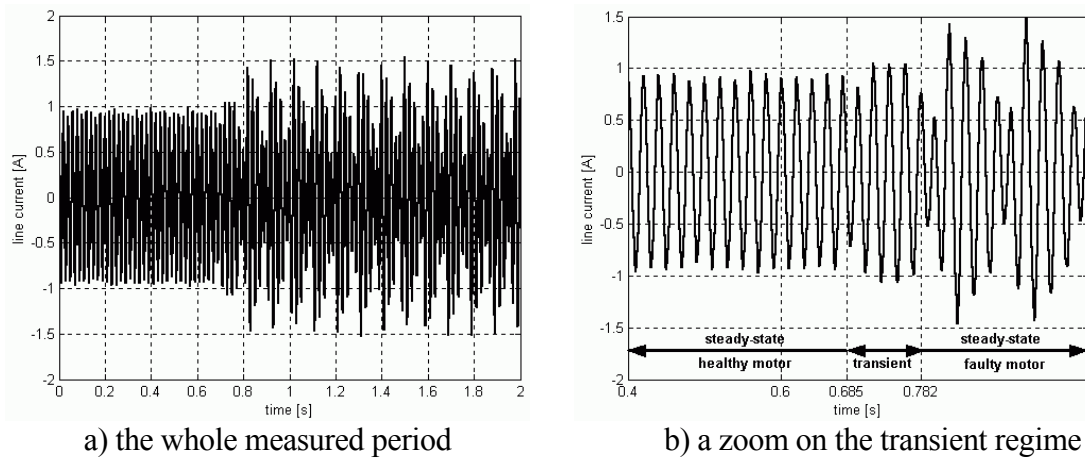 2
1.5
1
0.5
0
-0.5
-1
-1.5
-2
line current [A]
0 0.2 0.4 0.6 0.8 1 1.2 1.4 1.6 1.8 2
time [s]
a) the whole measured period
1.5
1
0.5
0
-0.5
-1
-1.5
-2
line current [A]
steady-state steady-state
healthy motor transient faulty motor
0.4 0.6 0.685 0.782
time [s]
b) a zoom on the transient regime